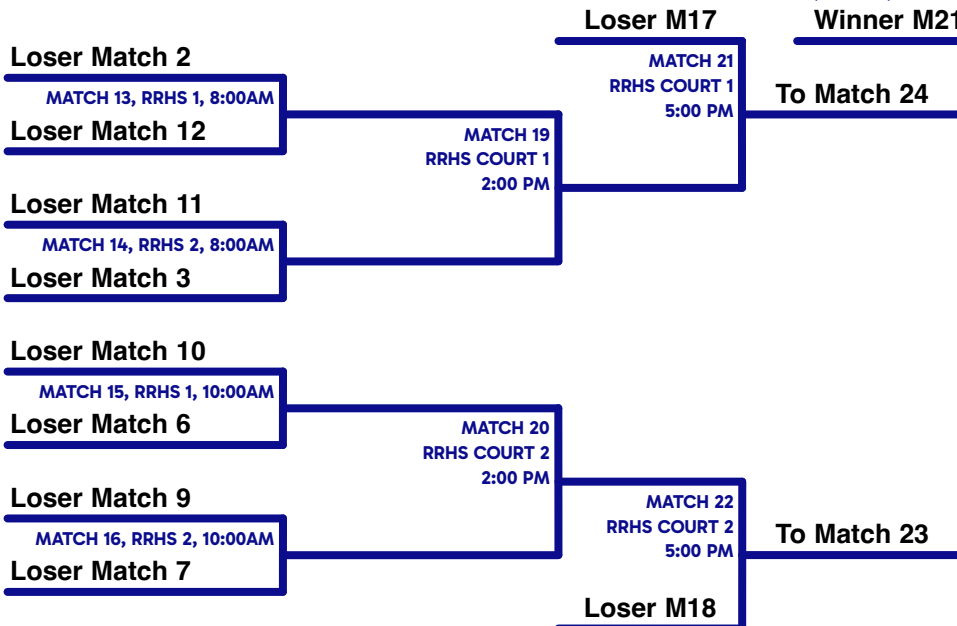 Loser M17
Winner M21
Loser Match 2
MATCH 21
RRHS COURT 1
5:00 PM
MATCH 13, RRHS 1, 8:00AM
To Match 24
Loser Match 12
MATCH 19
RRHS COURT 1
2:00 PM
Loser Match 11
MATCH 14, RRHS 2, 8:00AM
Loser Match 3
Loser Match 10
MATCH 15, RRHS 1, 10:00AM
Loser Match 6
MATCH 20
RRHS COURT 2
2:00 PM
Loser Match 9
MATCH 22
RRHS COURT 2
5:00 PM
MATCH 16, RRHS 2, 10:00AM
To Match 23
Loser Match 7
Loser M18